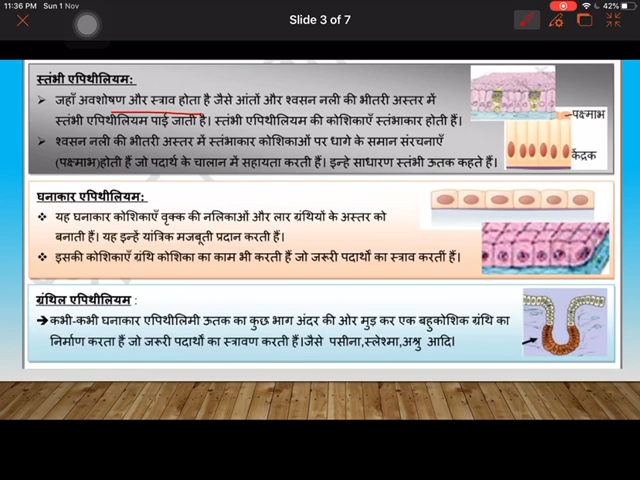 11:36 PM Sun 1 Nov
42%
Slide 3 of 7
स्तंभी एपिथीलियम:
➢ जहाँ अवशोषण और स्त्राव होता है जैसे आंतों और श्वसन नली की भीतरी अस्तर में
स्तंभी एपिथीलियम पाई जाती है। स्तंभी एपिथीलियम की कोशिकाएँ स्तंभाकार होती हैं।
➢ श्वसन नली की भीतरी अस्तर में स्तंभाकार कोशिकाओं पर धागे के समान संरचनाएँ
(पक्ष्माभ)होती हैं जो पदार्थ के चालान में सहायता करती हैं। इन्हे साधारण स्तंभी ऊतक कहते हैं।
पक्ष्माभ
केंद्रक
घनाकार एपिथीलियम:
❖ यह घनाकार कोशिकाएँ वृक्क की नलिकाओं और लार ग्रंथियों के अस्तर को
बनाती हैं। यह इन्हें यांत्रिक मजबूती प्रदान करती हैं।
❖ इसकी कोशिकाएँ ग्रंथि कोशिका का काम भी करती हैं जो जरूरी पदार्थों का स्त्राव करतीं हैं।
ग्रंथिल एपिथीलियम :
➔ कभी-कभी घनाकार एपिथीलिमी ऊतक का कुछ भाग अंदर की ओर मुड़ कर एक बहुकोशिक ग्रंथि का
निर्माण करता हैं जो जरूरी पदार्थों का स्त्रावण करती हैं।जैसे पसीना,स्लेश्मा,अश्रु आदि।